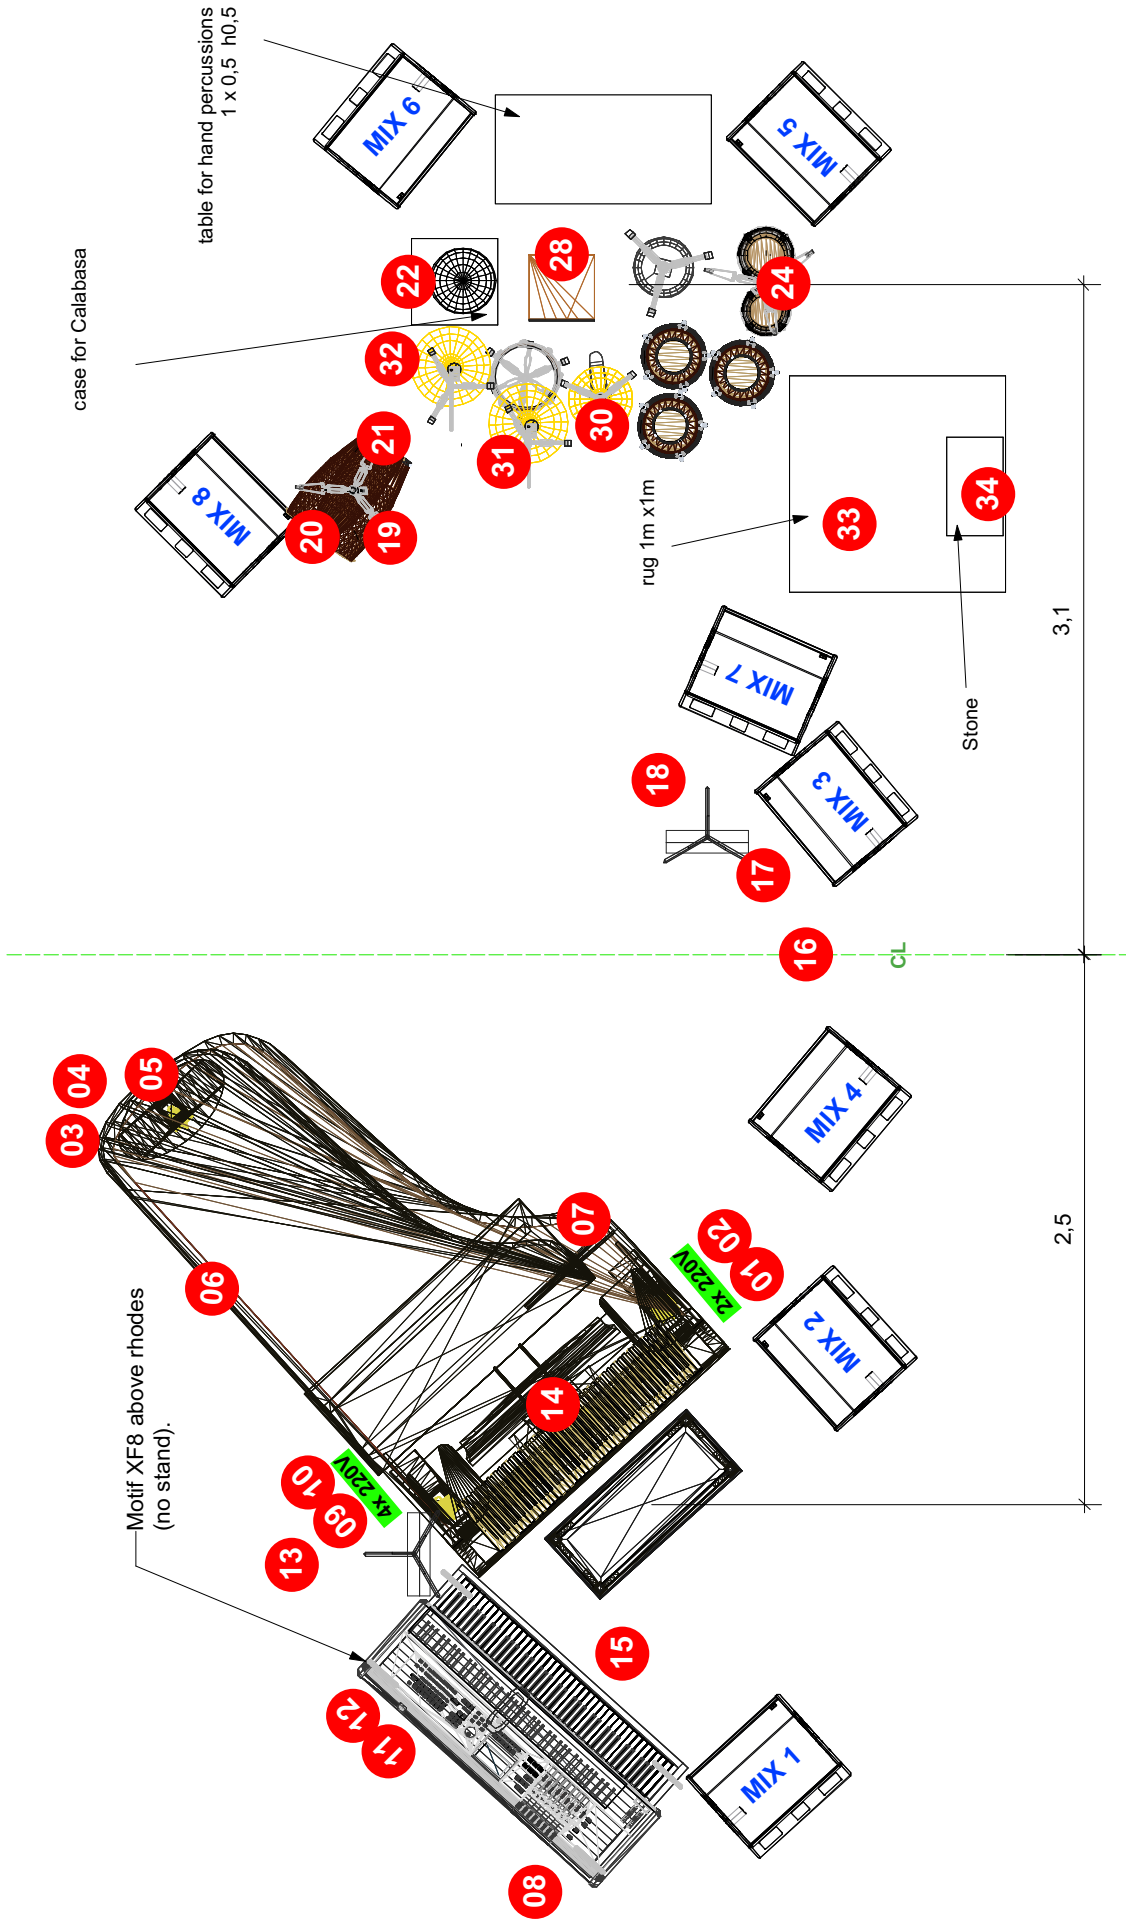 Motif XF8 above rhodes
(no stand).
case for Calabasa
table for hand percussions
1 x 0,5 h0,5
03
04
05
MIX 8
MIX 6
06
20
21
19
32
22
13
09
10
4x 220V
31
28
12
11
07
30
08
14
15
2x 220V
01
02
18
17
MIX 7
rug 1m x1m
24
MIX 5
MIX 1
MIX 2
MIX 4
16
CL
MIX 3
33
34
Stone
2,5
3,1